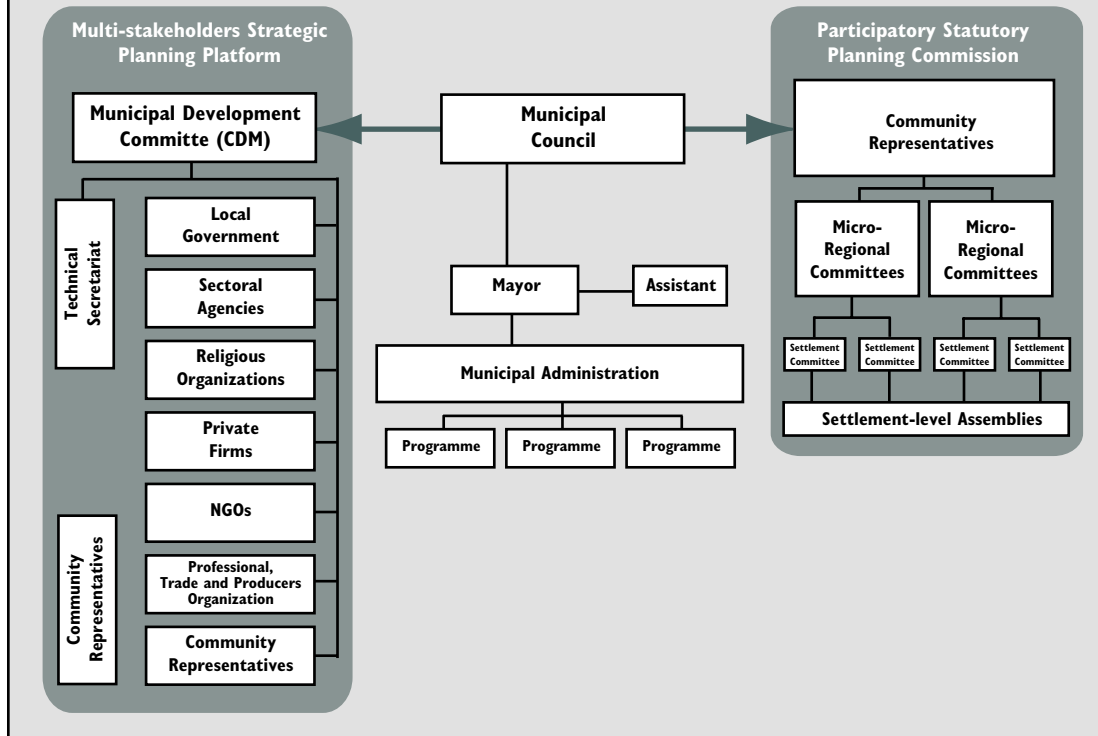 Multi-stakeholders Strategic
Planning Platform
Municipal Development
Committe (CDM)
Technical
Secretariat
Local
Government
Sectoral
Agencies
Religious
Organizations
Private
Firms
NGOs
Professional,
Trade and Producers
Organization
Community
Representatives
Community
Representatives
Municipal
Council
Mayor
Assistant
Municipal Administration
Programme
Programme
Programme
Participatory Statutory
Planning Commission
Community
Representatives
Micro-
Regional
Committees
Micro-
Regional
Committees
Settlement
Committee
Settlement
Committee
Settlement
Committee
Settlement
Committee
Settlement-level Assemblies